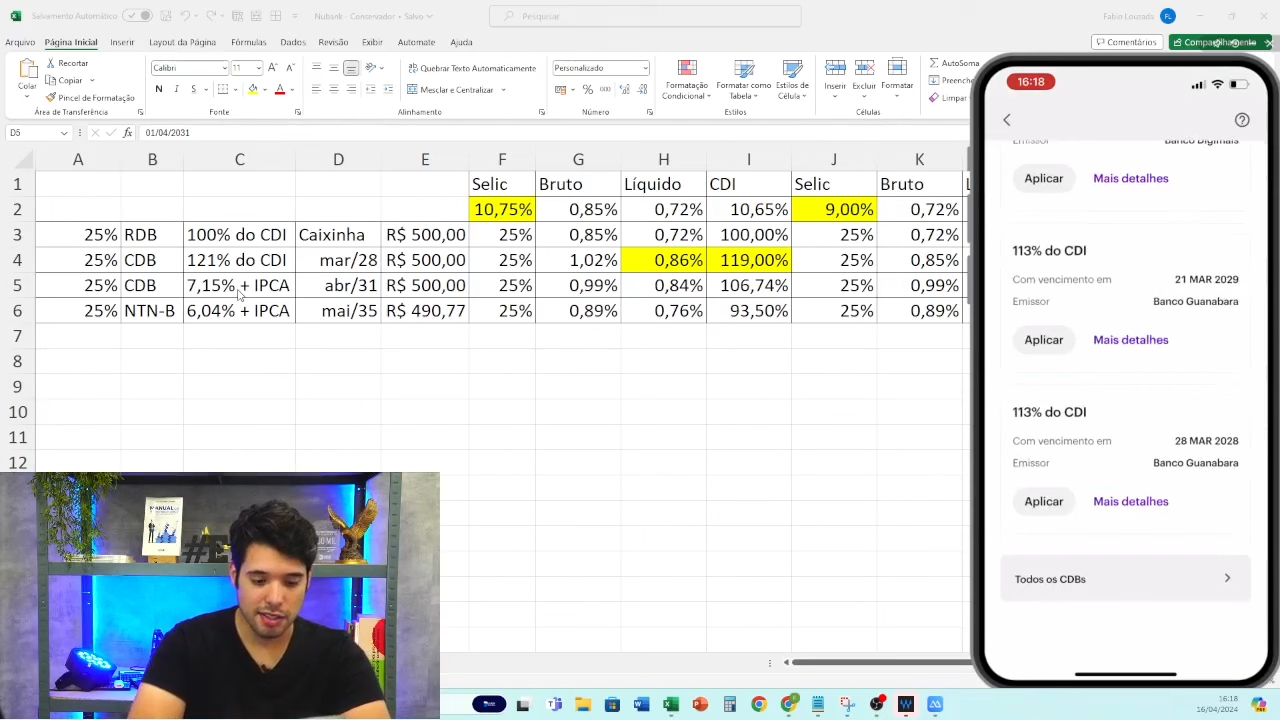 Salvamento Automático
Nubank - Conservador • Salvo
Pesquisar
Fabio Louzada
FL
Arquivo
Página Inicial
Inserir
Layout da Página
Fórmulas
Dados
Revisão
Exibir
Automate
Ajuda
Comentários
Colar
Recortar
Copiar
Pincel de Formatação
Área de Transferência
Calibri
11
N
I
S
Fonte
Quebrar Texto Automaticamente
Mesclar e Centralizar
Alinhamento
Personalizado
Número
Formatação Condicional
Formatar como Tabela
Estilos de Célula
Estilos
Inserir
Excluir
Formatar
Células
AutoSoma
Preenche
Limpar
D5
fx
01/04/2031
A B C D E F G H I J K
1 Selic Bruto Líquido CDI Selic Bruto
2 10,75% 0,85% 0,72% 10,65% 9,00% 0,72%
3 25% RDB 100% do CDI Caixinha R$ 500,00 25% 0,85% 0,72% 100,00% 25% 0,72%
4 25% CDB 121% do CDI mar/28 R$ 500,00 25% 1,02% 0,86% 119,00% 25% 0,85%
5 25% CDB 7,15% + IPCA abr/31 R$ 500,00 25% 0,99% 0,84% 106,74% 25% 0,99%
6 25% NTN-B 6,04% + IPCA mai/35 R$ 490,77 25% 0,89% 0,76% 93,50% 25% 0,89%
7
8
9
10
11
12
16:18
Emissor Banco Digimais
Aplicar Mais detalhes
113% do CDI
Com vencimento em 21 MAR 2029
Emissor Banco Guanabara
Aplicar Mais detalhes
113% do CDI
Com vencimento em 28 MAR 2028
Emissor Banco Guanabara
Aplicar Mais detalhes
Todos os CDBs
16:18
16/04/2024